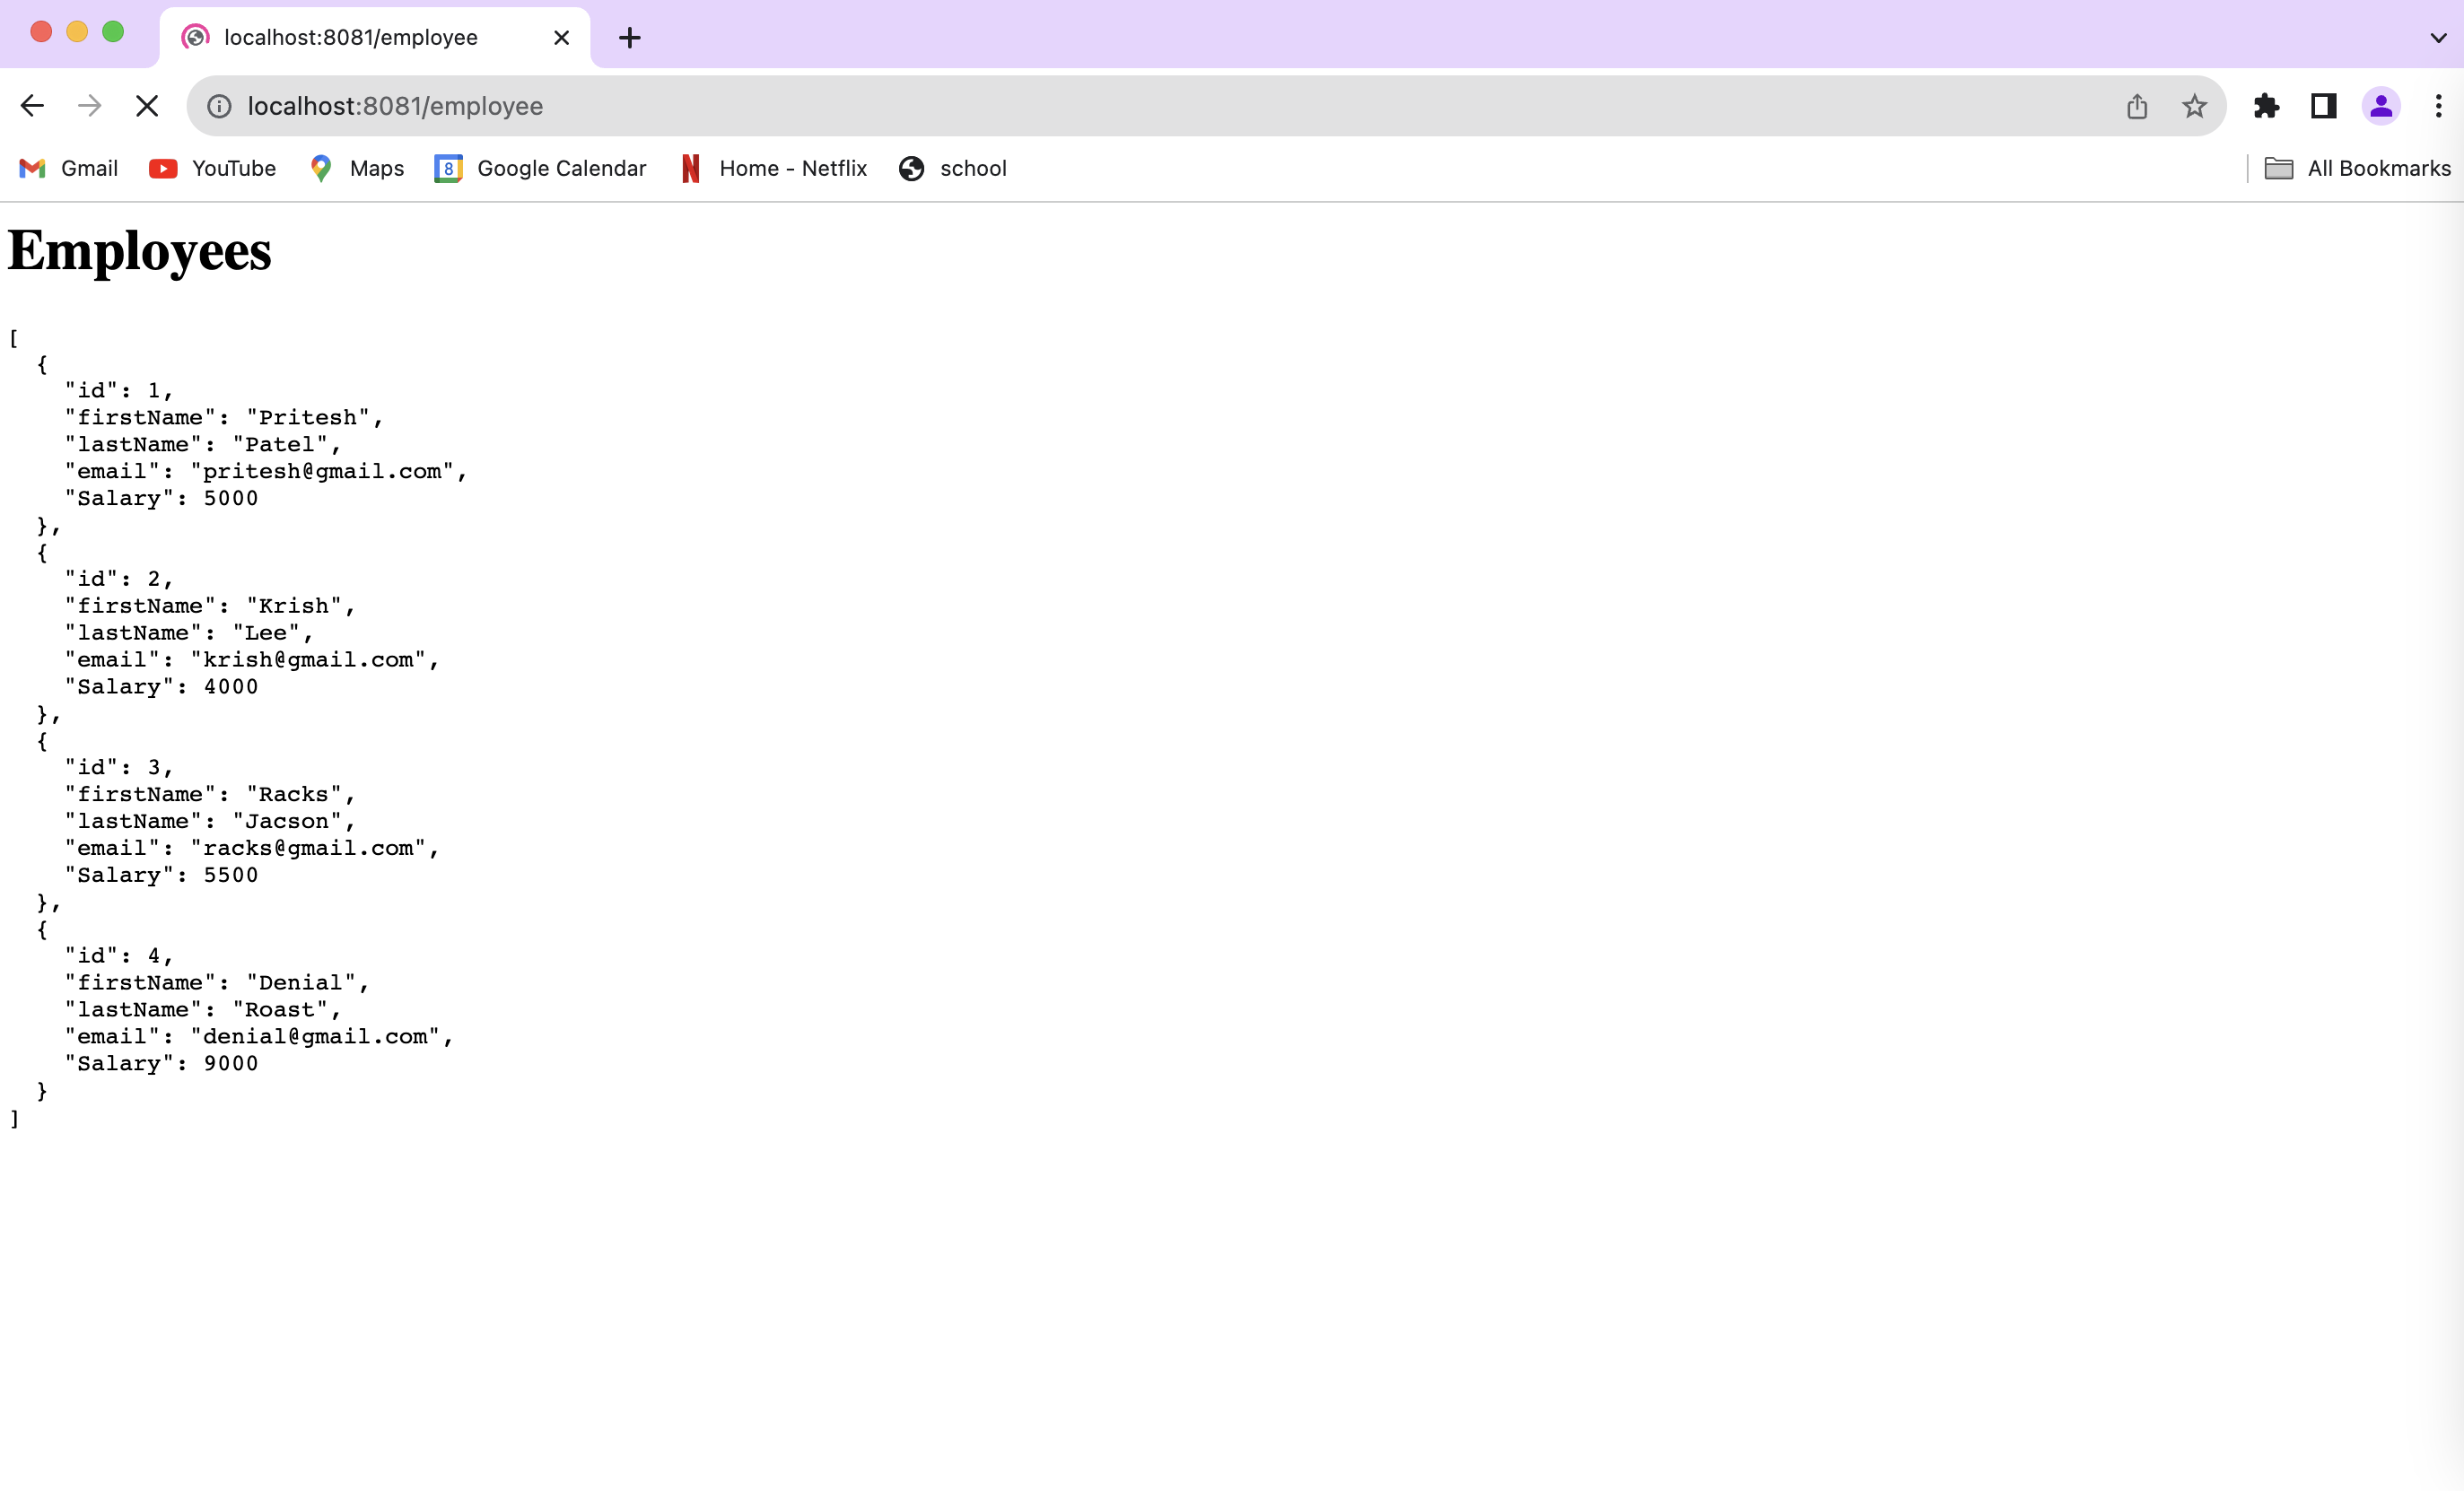 localhost:8081/employee
localhost:8081/employee
Gmail YouTube Maps 8 Google Calendar Home - Netflix school All Bookmarks
Employees
[
  {
    "id": 1,
    "firstName": "Pritesh",
    "lastName": "Patel",
    "email": "pritesh@gmail.com",
    "Salary": 5000
  },
  {
    "id": 2,
    "firstName": "Krish",
    "lastName": "Lee",
    "email": "krish@gmail.com",
    "Salary": 4000
  },
  {
    "id": 3,
    "firstName": "Racks",
    "lastName": "Jacson",
    "email": "racks@gmail.com",
    "Salary": 5500
  },
  {
    "id": 4,
    "firstName": "Denial",
    "lastName": "Roast",
    "email": "denial@gmail.com",
    "Salary": 9000
  }
]